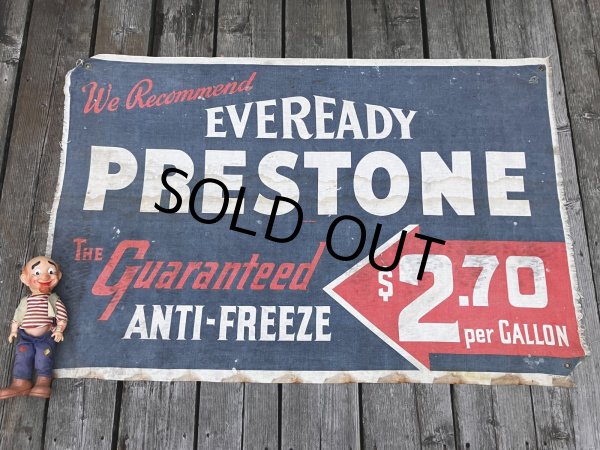 We Recommend
EVEREADY
PRESTONE
SOLD OUT
The Guaranteed
ANTI-FREEZE
$2.70
per GALLON